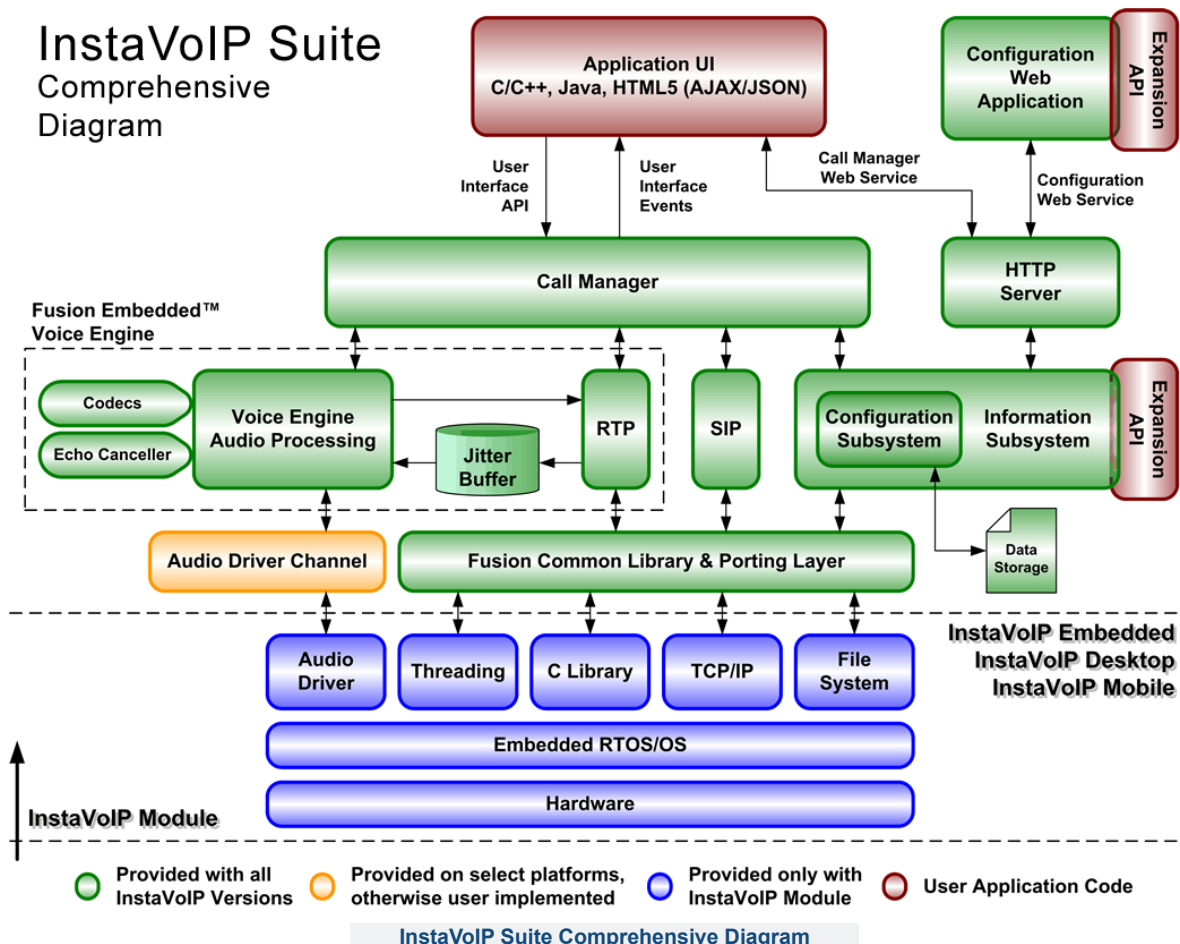 InstaVoIP Suite
Comprehensive
Diagram
Application UI
C/C++, Java, HTML5 (AJAX/JSON)
Configuration
Web
Application
Expansion
API
User
Interface
API
User
Interface
Events
Call Manager
Web Service
Configuration
Web Service
Call Manager
HTTP
Server
Fusion Embedded™
Voice Engine
Codecs
Echo Canceller
Voice Engine
Audio Processing
Jitter
Buffer
RTP
SIP
Configuration
Subsystem
Information
Subsystem
Expansion
API
Audio Driver Channel
Fusion Common Library & Porting Layer
Data
Storage
Audio
Driver
Threading
C Library
TCP/IP
File
System
InstaVoIP Embedded
InstaVoIP Desktop
InstaVoIP Mobile
Embedded RTOS/OS
Hardware
InstaVoIP Module
Provided with all
InstaVoIP Versions
Provided on select platforms,
otherwise user implemented
Provided only with
InstaVoIP Module
User Application Code
InstaVoIP Suite Comprehensive Diagram